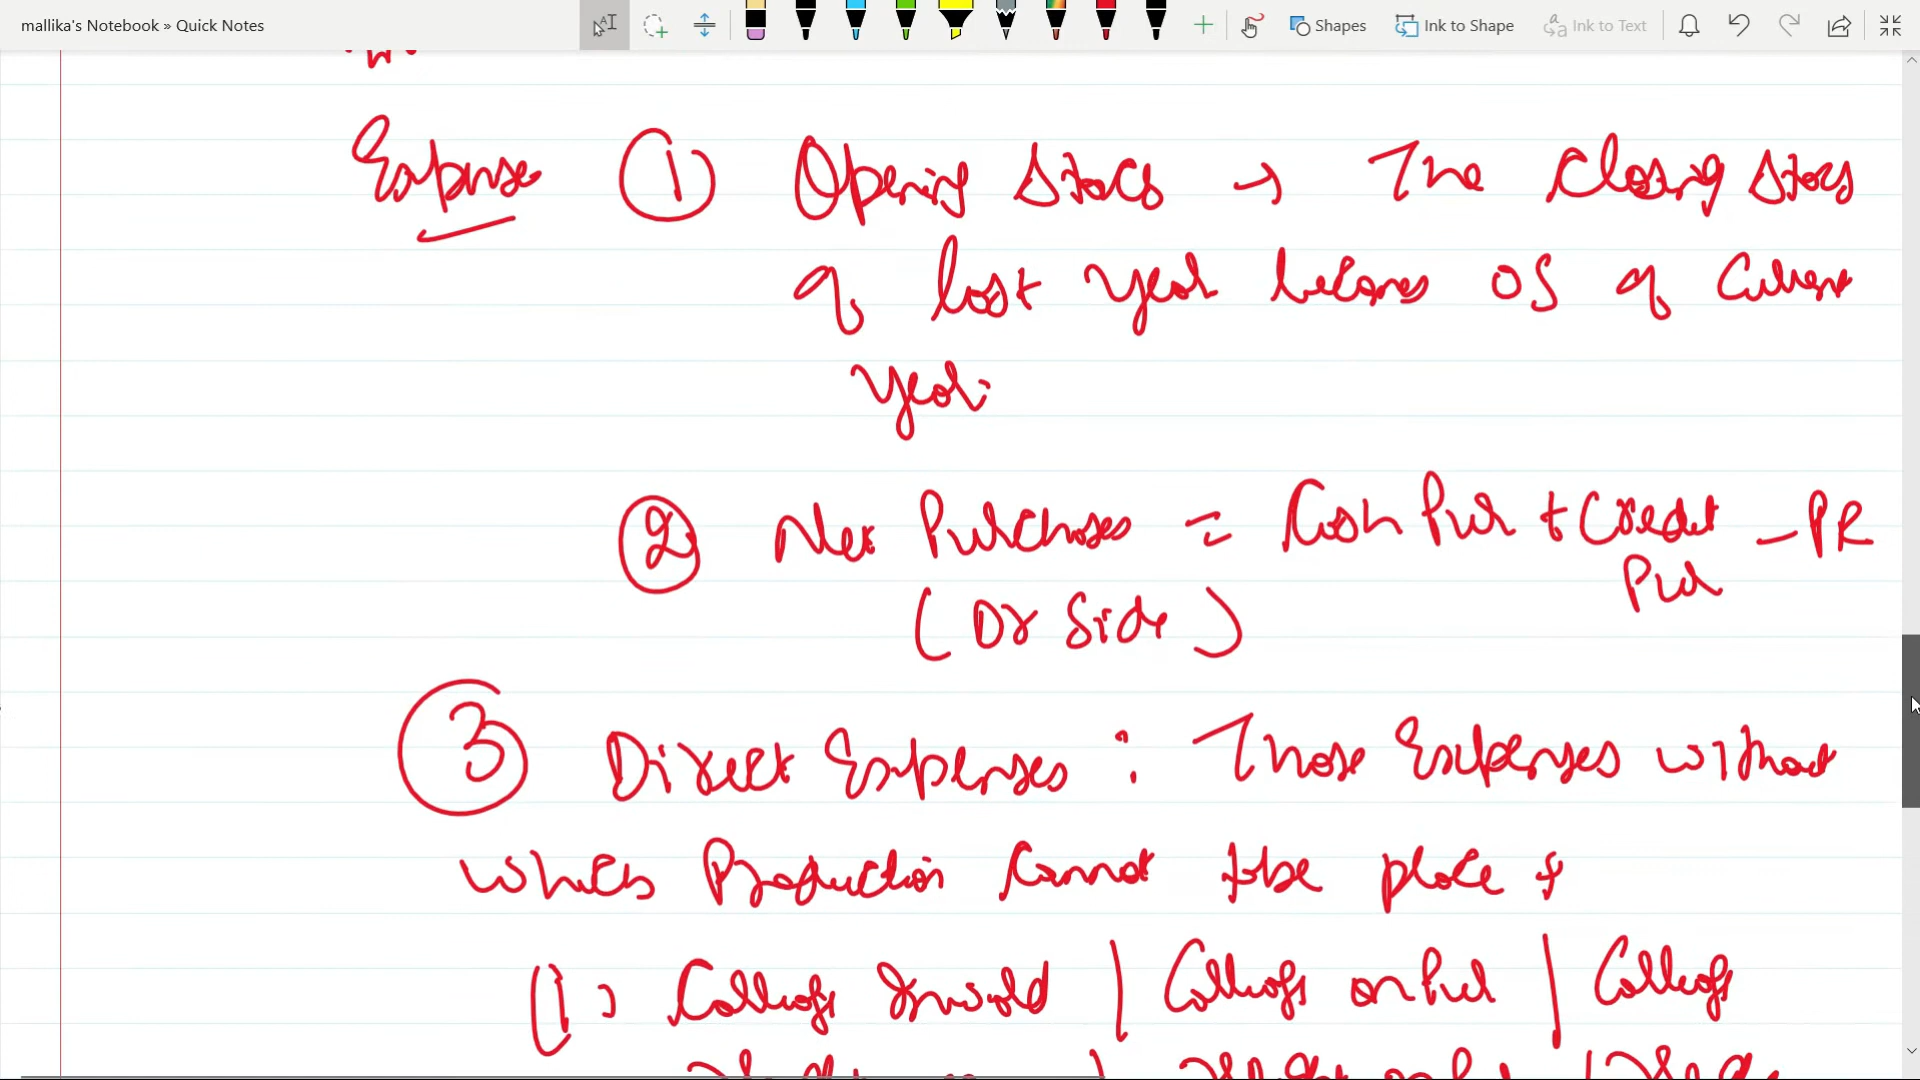 mallika's Notebook » Quick Notes Shapes Ink to Shape Ink to Text
Expense ① Opening Stock → The Closing Stock
of last year becomes OS of Current
year.
② Net Purchases = Cash Pur + Credit – PR
Pur
(Dr Side)
③ Direct Expenses : Those Expenses without
which Production Cannot take place
(1) Carriage Inward | Carriage on Pur | Carriage